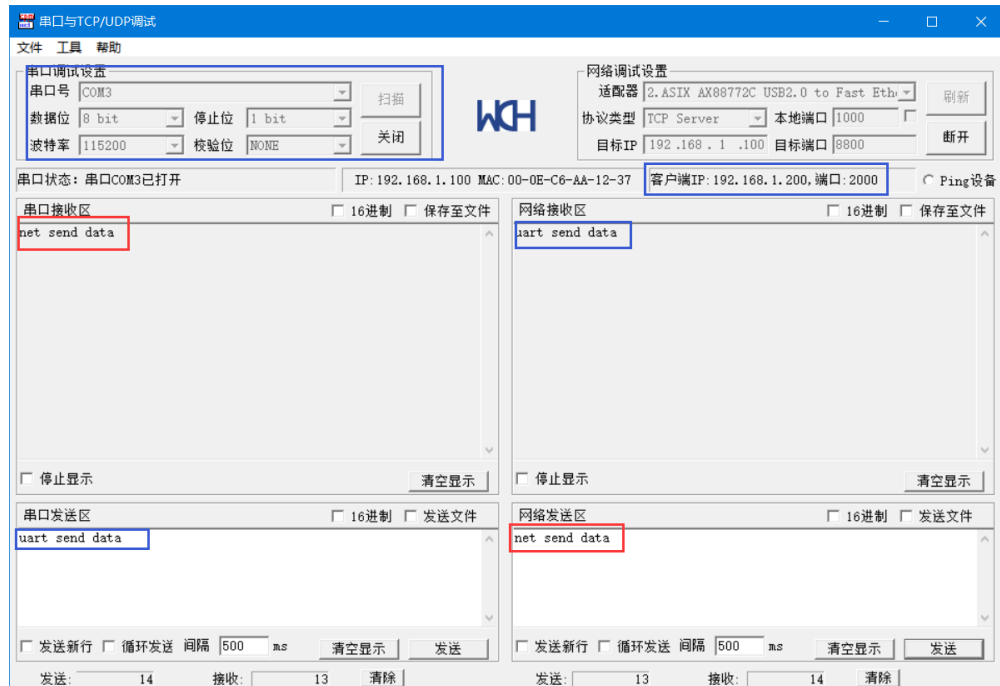 串口与TCP/UDP调试
文件 工具 帮助
串口调试设置
串口号 COM3 扫描
数据位 8 bit 停止位 1 bit
波特率 115200 校验位 NONE 关闭
WCH
网络调试设置
适配器 2.ASIX AX88772C USB2.0 to Fast Eth 刷新
协议类型 TCP Server 本地端口 1000
目标IP 192.168.1.100 目标端口 8800 断开
串口状态: 串口COM3已打开 IP:192.168.1.100 MAC:00-0E-C6-AA-12-37 客户端IP:192.168.1.200,端口:2000 Ping设备
串口接收区 16进制 保存至文件
net send data
停止显示 清空显示
网络接收区 16进制 保存至文件
uart send data
停止显示 清空显示
串口发送区 16进制 发送文件
uart send data
发送新行 循环发送 间隔 500 ms 清空显示 发送
发送: 14 接收: 13 清除
网络发送区 16进制 发送文件
net send data
发送新行 循环发送 间隔 500 ms 清空显示 发送
发送: 13 接收: 14 清除